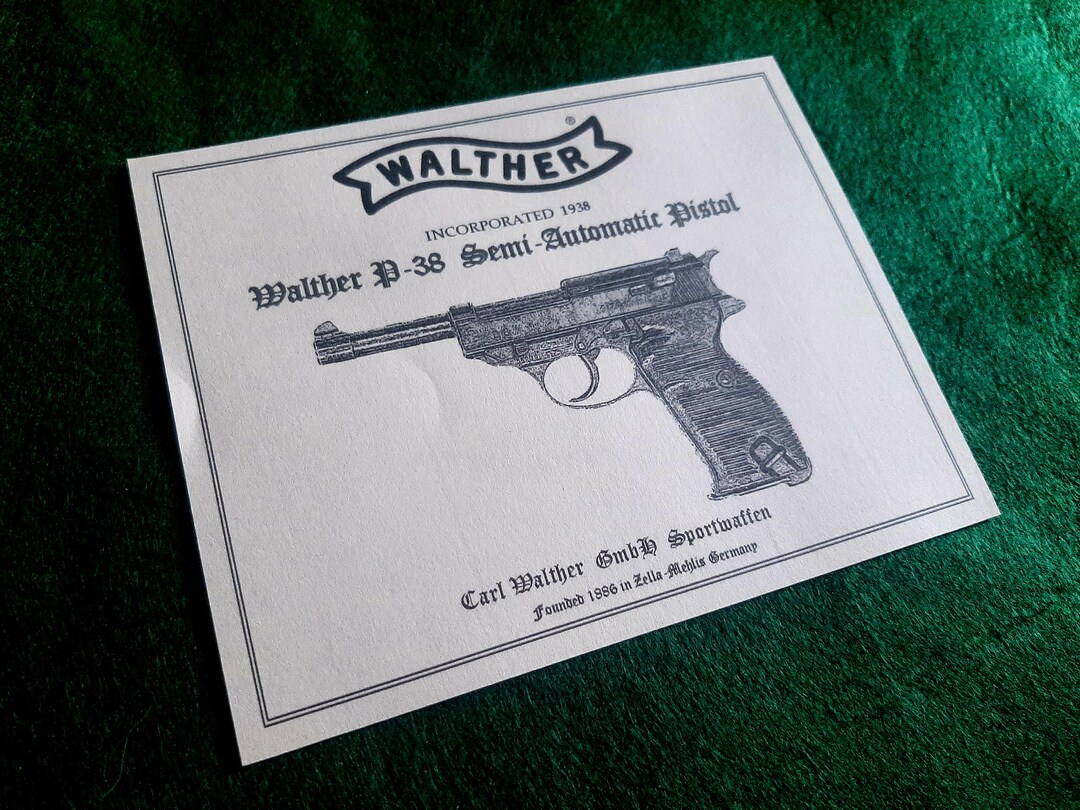 WALTHER®
INCORPORATED 1938
Walther P-38 Semi-Automatic Pistol
Carl Walther GmbH Sportwaffen
Founded 1886 in Zella-Mehlis Germany